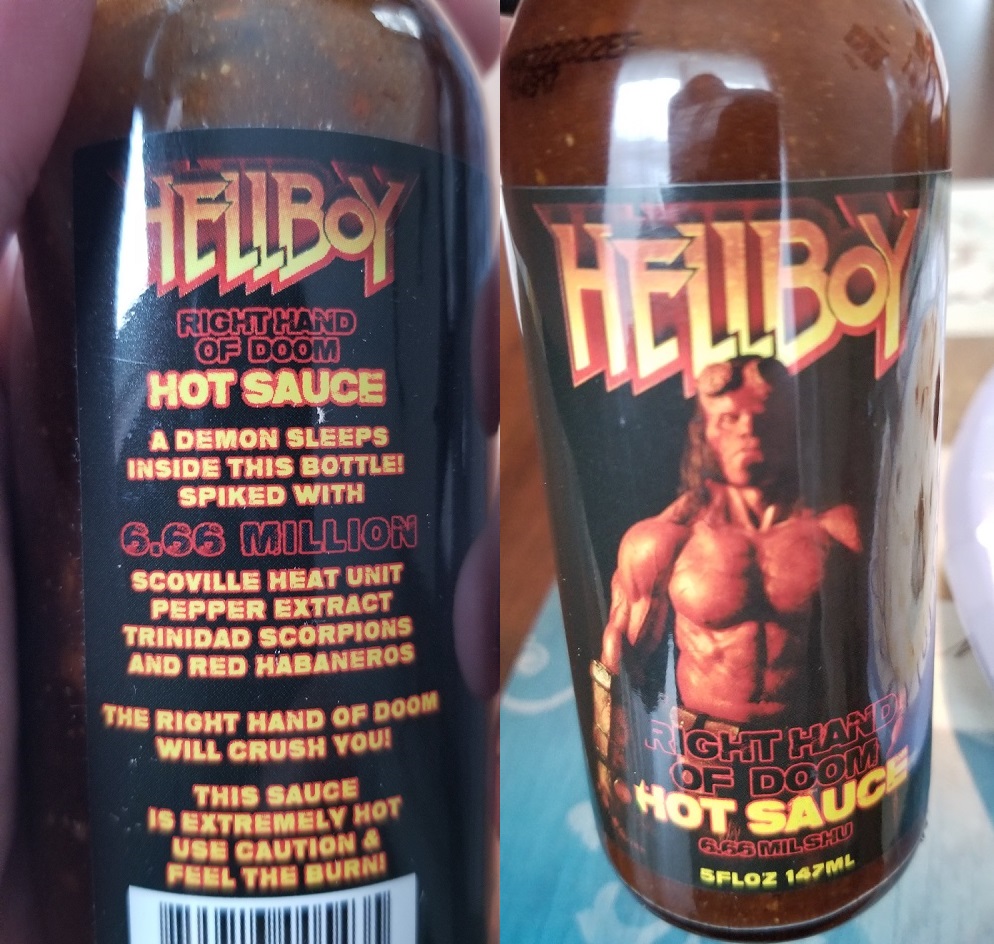 HELLBOY
RIGHT HAND
OF DOOM
HOT SAUCE
A DEMON SLEEPS
INSIDE THIS BOTTLE!
SPIKED WITH
6.66 MILLION
SCOVILLE HEAT UNIT
PEPPER EXTRACT
TRINIDAD SCORPIONS
AND RED HABANEROS
THE RIGHT HAND OF DOOM
WILL CRUSH YOU!
THIS SAUCE
IS EXTREMELY HOT
USE CAUTION &
FEEL THE BURN!
HELLBOY
RIGHT HAND
OF DOOM
HOT SAUCE
6.66 MIL SHU
5FLOZ 147ML